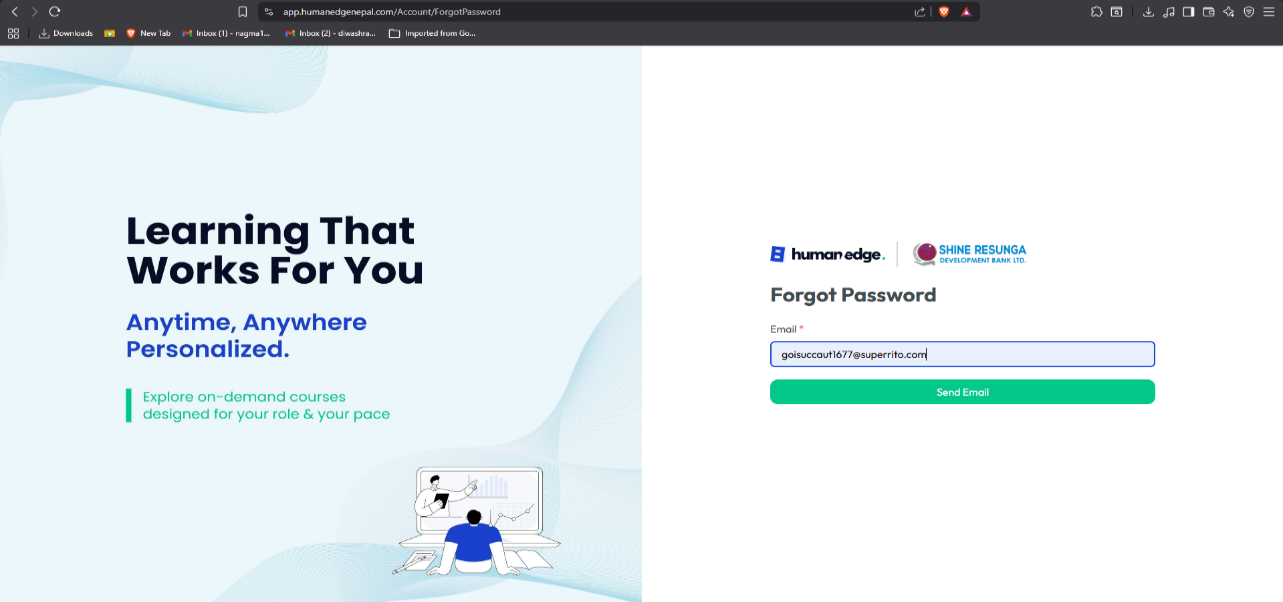 app.humanedgenepal.com/Account/ForgotPassword
Downloads
New Tab
Inbox (1) - nagma1...
Inbox (2) - diwashra...
Imported from Go...
Learning That
Works For You
Anytime, Anywhere
Personalized.
Explore on-demand courses
designed for your role & your pace
human edge.
SHINE RESUNGA
DEVELOPMENT BANK LTD.
Forgot Password
Email *
goisuccaut1677@superrito.com
Send Email